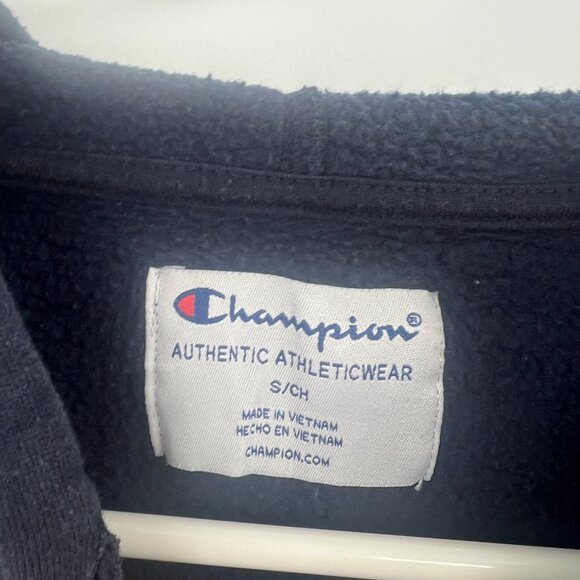 Champion®
AUTHENTIC ATHLETICWEAR
S/CH
MADE IN VIETNAM
HECHO EN VIETNAM
CHAMPION.COM